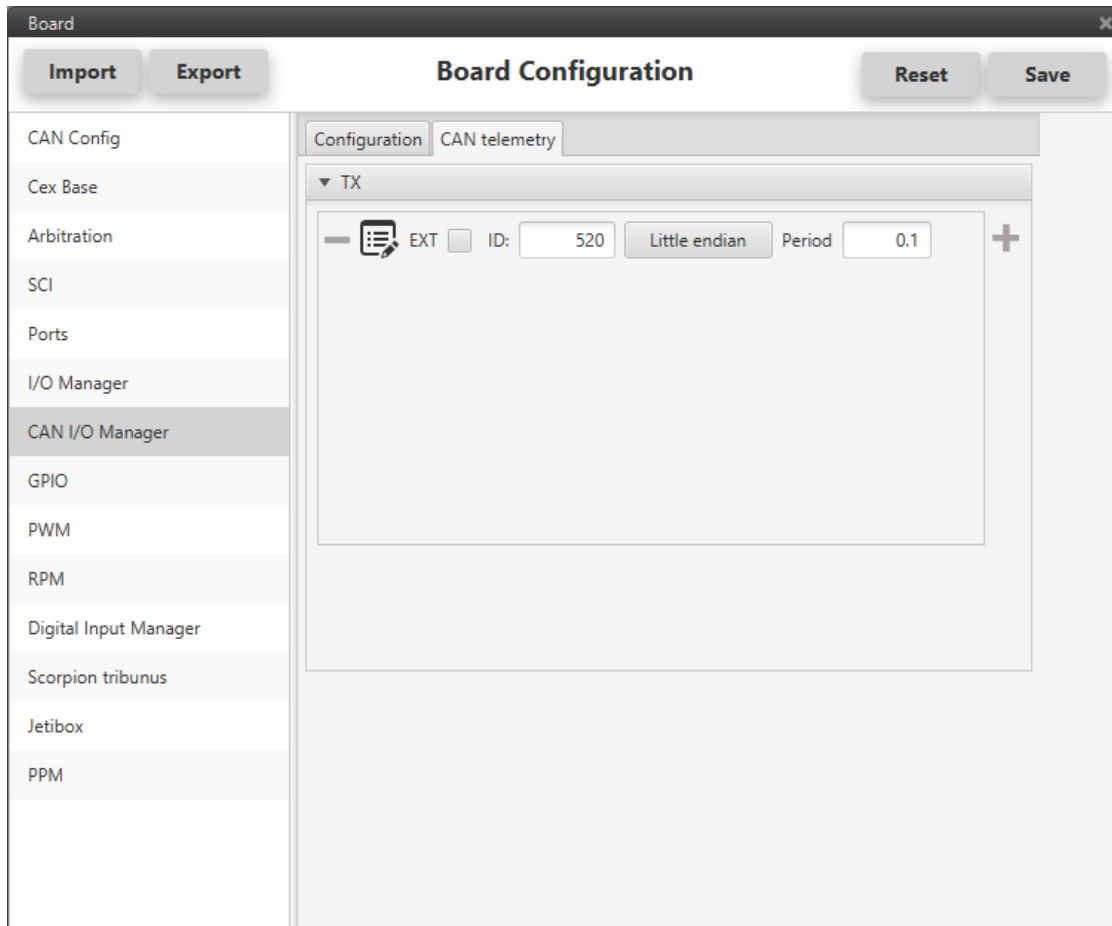 Board
Import Export Board Configuration Reset Save
CAN Config
Cex Base
Arbitration
SCI
Ports
I/O Manager
CAN I/O Manager
GPIO
PWM
RPM
Digital Input Manager
Scorpion tribunus
Jetibox
PPM
Configuration CAN telemetry
TX
EXT ID: 520 Little endian Period 0.1